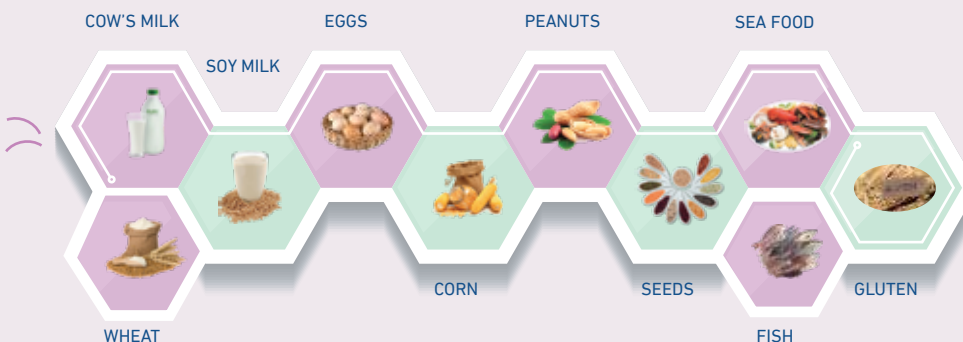 COW'S MILK
EGGS
PEANUTS
SEA FOOD
SOY MILK
CORN
SEEDS
GLUTEN
WHEAT
FISH